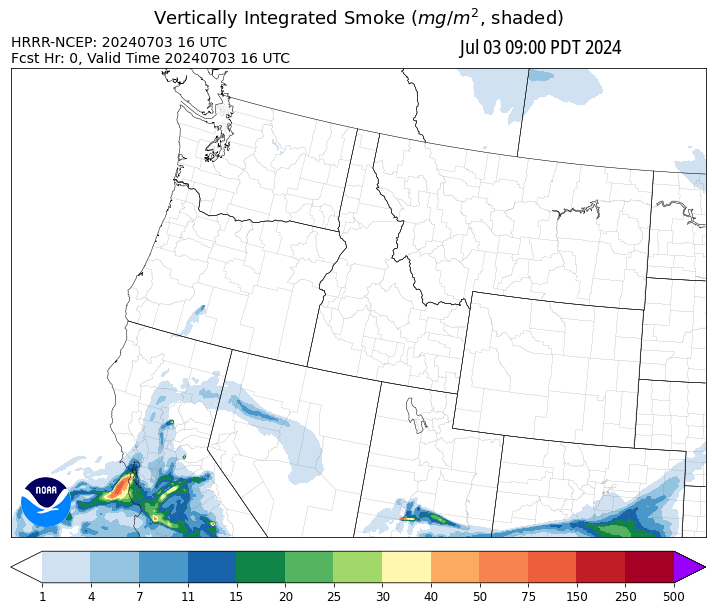 Vertically Integrated Smoke (mg/m², shaded)
HRRR-NCEP: 20240703 16 UTC
Jul 03 09:00 PDT 2024
Fcst Hr: 0, Valid Time 20240703 16 UTC
NOAA
1 4 7 11 15 20 25 30 40 50 75 150 250 500